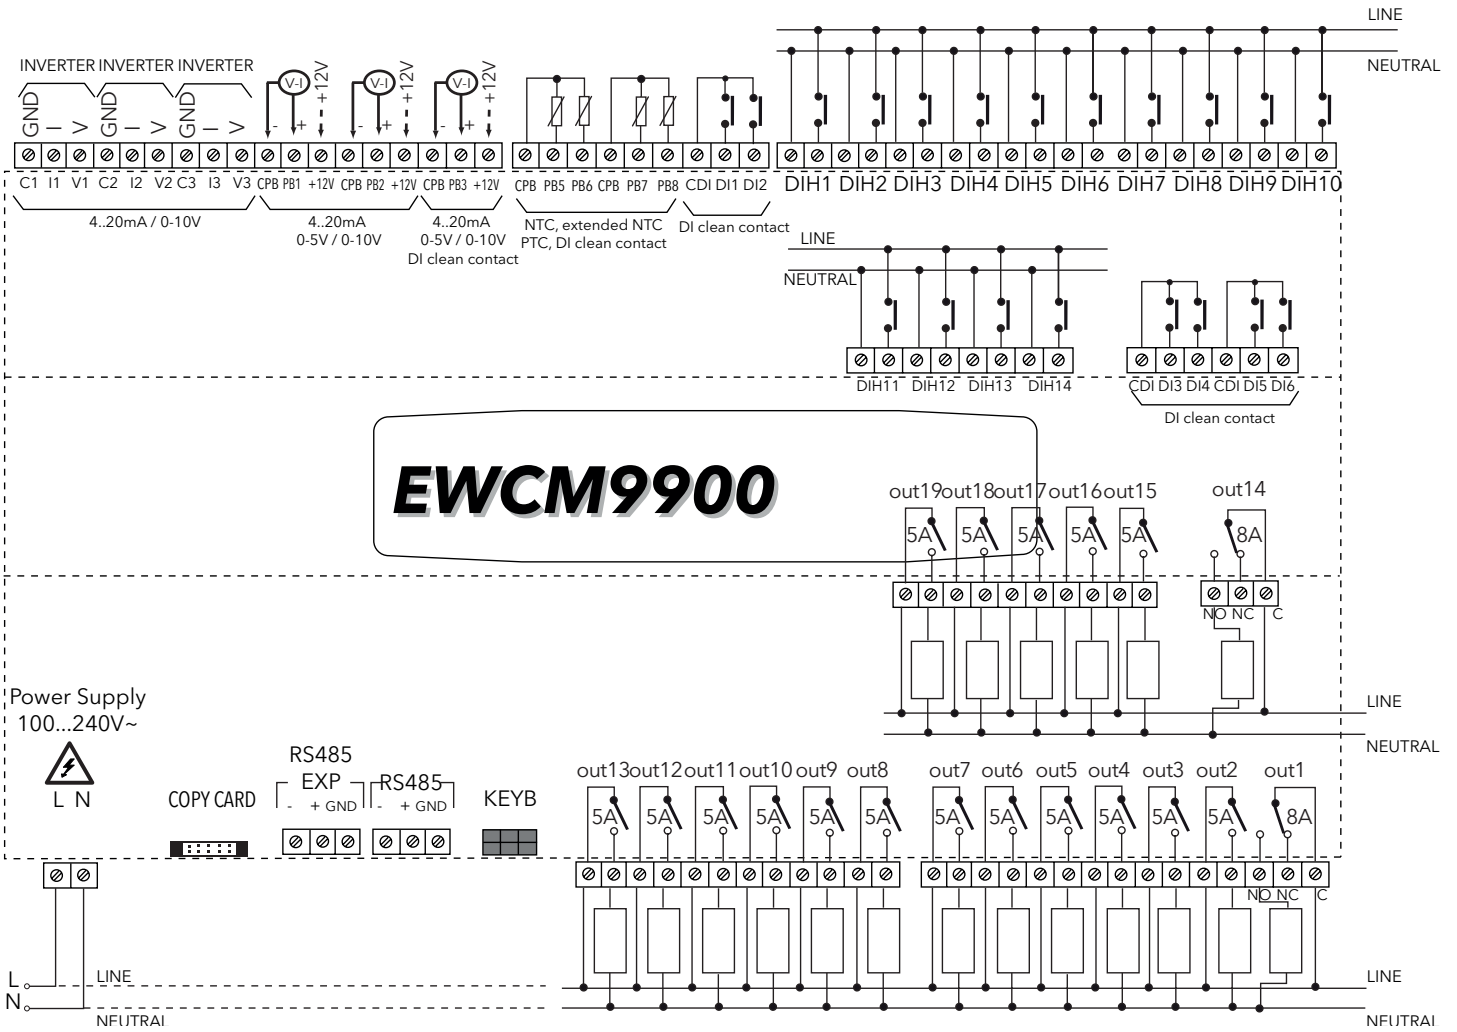 LINE
NEUTRAL
INVERTER INVERTER INVERTER
GND I V GND I V GND I V
V-I V-I V-I
- + +12V - + +12V - + +12V
C1 I1 V1 C2 I2 V2 C3 I3 V3 CPB PB1 +12V CPB PB2 +12V CPB PB3 +12V
CPB PB5 PB6 CPB PB7 PB8 CDI DI1 DI2
DIH1 DIH2 DIH3 DIH4 DIH5 DIH6 DIH7 DIH8 DIH9 DIH10
4..20mA / 0-10V
4..20mA
0-5V / 0-10V
4..20mA
0-5V / 0-10V
DI clean contact
NTC, extended NTC
PTC, DI clean contact
DI clean contact
LINE
NEUTRAL
DIH11 DIH12 DIH13 DIH14
CDI DI3 DI4 CDI DI5 DI6
DI clean contact
EWCM9900
out19 out18 out17 out16 out15 out14
5A 5A 5A 5A 5A 8A
NO NC C
LINE
NEUTRAL
Power Supply
100...240V~
L N
COPY CARD
RS485
EXP
- + GND
RS485
- + GND
KEYB
out13 out12 out11 out10 out9 out8 out7 out6 out5 out4 out3 out2 out1
5A 5A 5A 5A 5A 5A 5A 5A 5A 5A 5A 5A 8A
NO NC C
L LINE
N NEUTRAL
LINE
NEUTRAL